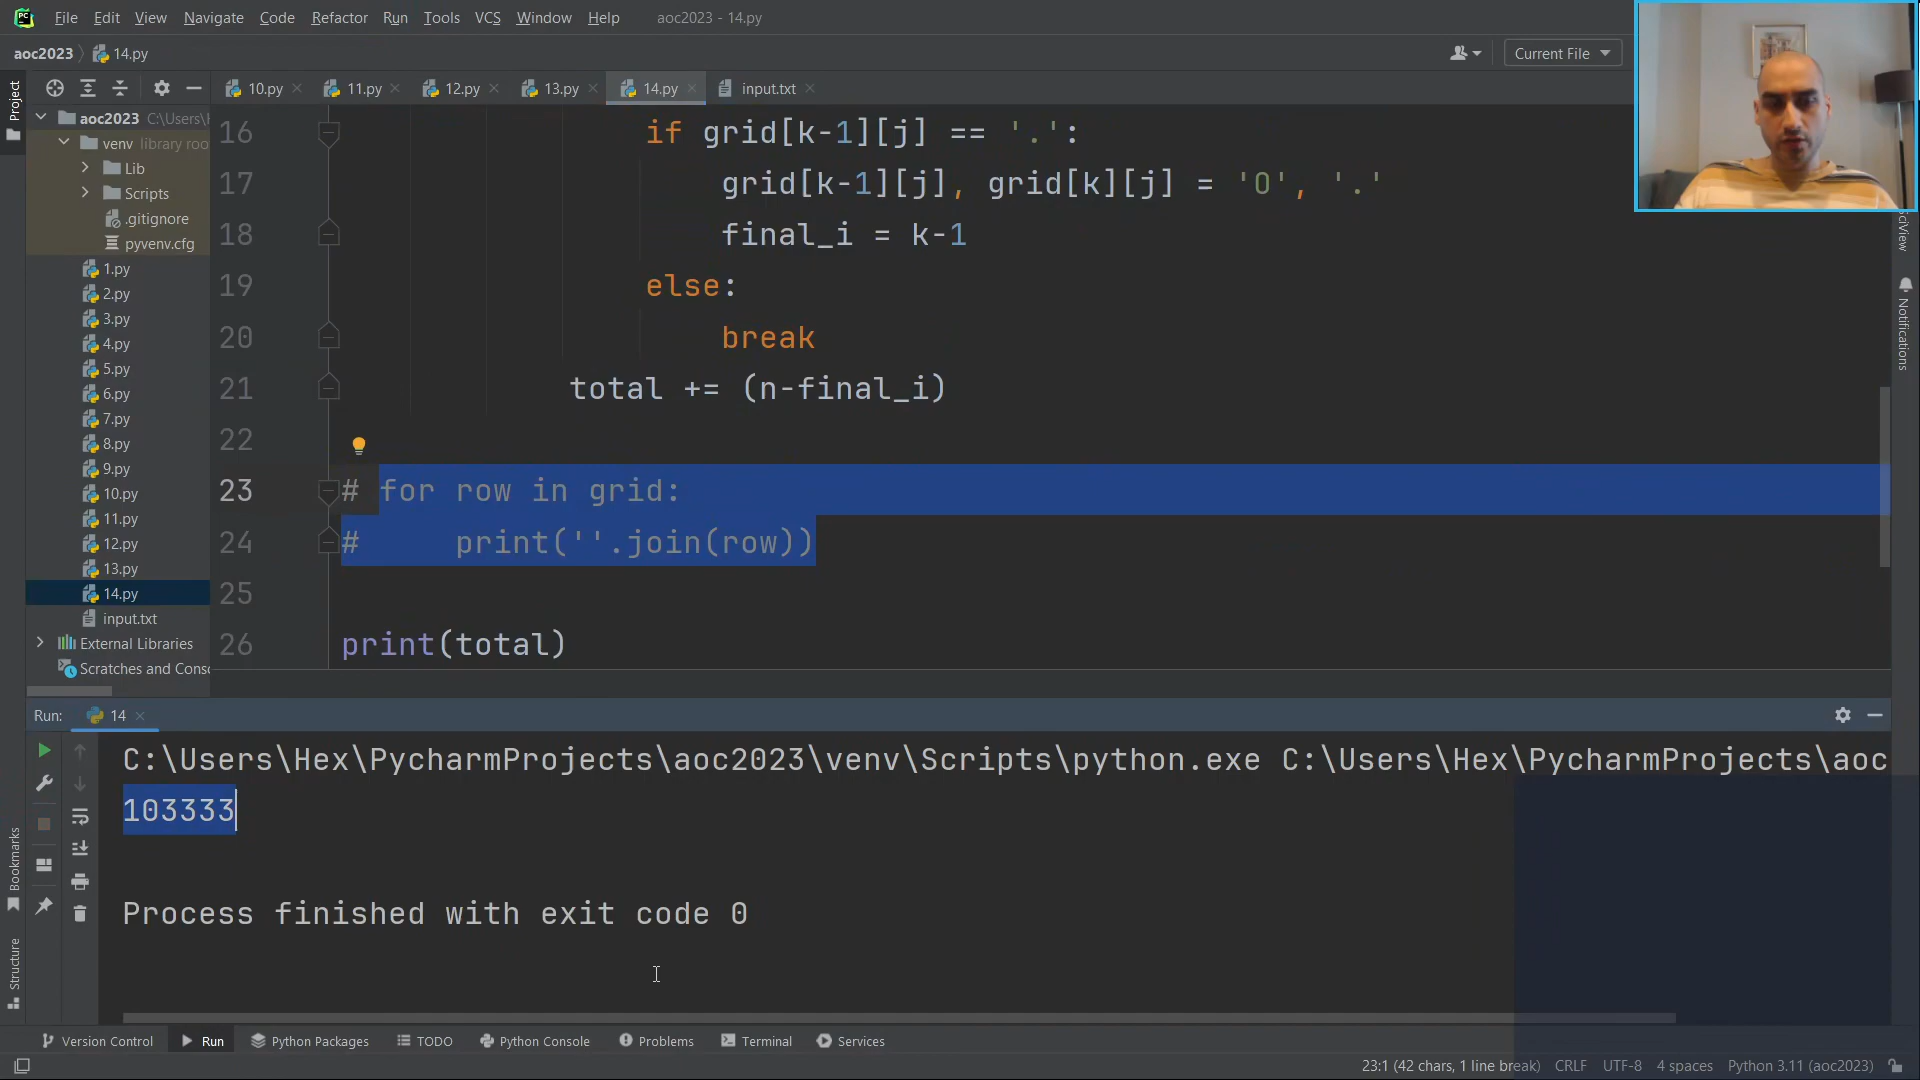 File Edit View Navigate Code Refactor Run Tools VCS Window Help aoc2023 - 14.py
aoc2023 14.py Current File
Project
10.py 11.py 12.py 13.py 14.py input.txt
aoc2023 C:\Users\
venv library roo
Lib
Scripts
.gitignore
pyvenv.cfg
1.py
2.py
3.py
4.py
5.py
6.py
7.py
8.py
9.py
10.py
11.py
12.py
13.py
14.py
input.txt
External Libraries
Scratches and Conso
16 if grid[k-1][j] == '.':
17 grid[k-1][j], grid[k][j] = 'O', '.'
18 final_i = k-1
19 else:
20 break
21 total += (n-final_i)
22
23 # for row in grid:
24 # print(''.join(row))
25
26 print(total)
SciView
Notifications
Run: 14
C:\Users\Hex\PycharmProjects\aoc2023\venv\Scripts\python.exe C:\Users\Hex\PycharmProjects\aoc
103333
Process finished with exit code 0
Bookmarks
Structure
Version Control Run Python Packages TODO Python Console Problems Terminal Services
23:1 (42 chars, 1 line break) CRLF UTF-8 4 spaces Python 3.11 (aoc2023)